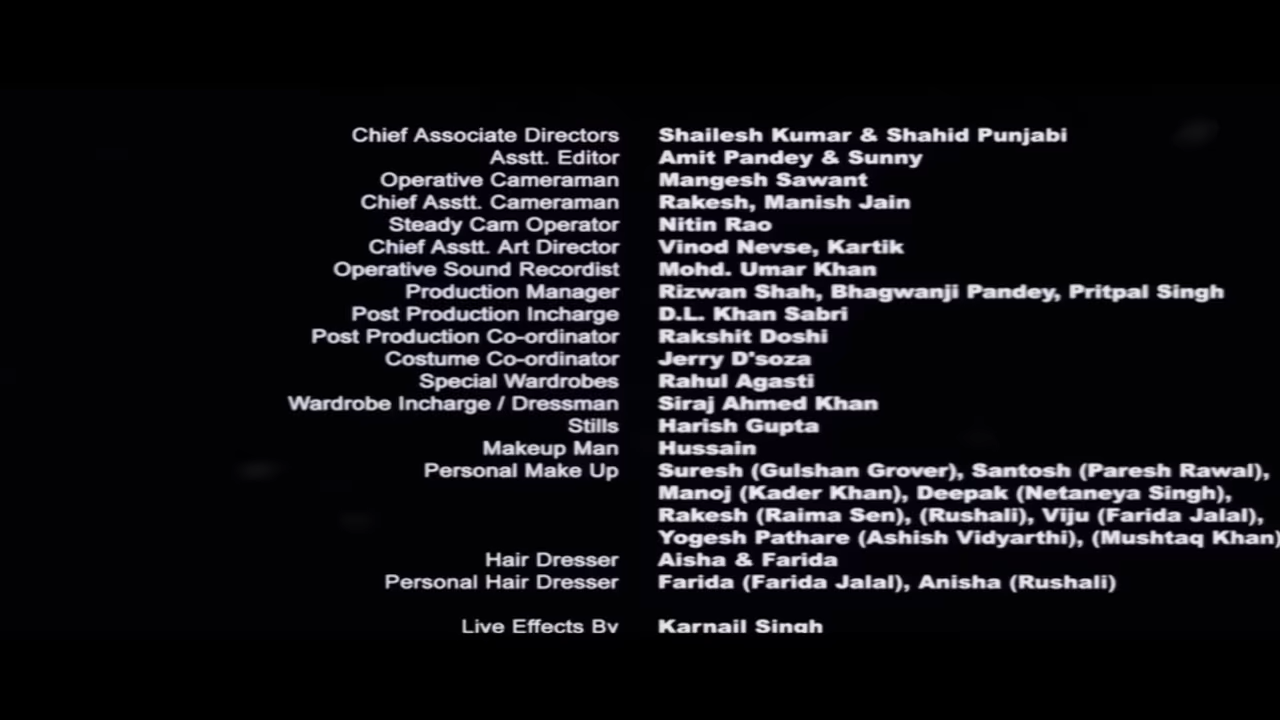 Chief Associate Directors Shailesh Kumar & Shahid Punjabi
Asstt. Editor Amit Pandey & Sunny
Operative Cameraman Mangesh Sawant
Chief Asstt. Cameraman Rakesh, Manish Jain
Steady Cam Operator Nitin Rao
Chief Asstt. Art Director Vinod Nevse, Kartik
Operative Sound Recordist Mohd. Umar Khan
Production Manager Rizwan Shah, Bhagwanji Pandey, Pritpal Singh
Post Production Incharge D.L. Khan Sabri
Post Production Co-ordinator Rakshit Doshi
Costume Co-ordinator Jerry D'soza
Special Wardrobes Rahul Agasti
Wardrobe Incharge / Dressman Siraj Ahmed Khan
Stills Harish Gupta
Makeup Man Hussain
Personal Make Up Suresh (Gulshan Grover), Santosh (Paresh Rawal),
Manoj (Kader Khan), Deepak (Netaneya Singh),
Rakesh (Raima Sen), (Rushali), Viju (Farida Jalal),
Yogesh Pathare (Ashish Vidyarthi), (Mushtaq Khan)
Hair Dresser Aisha & Farida
Personal Hair Dresser Farida (Farida Jalal), Anisha (Rushali)
Live Effects By Karnail Singh